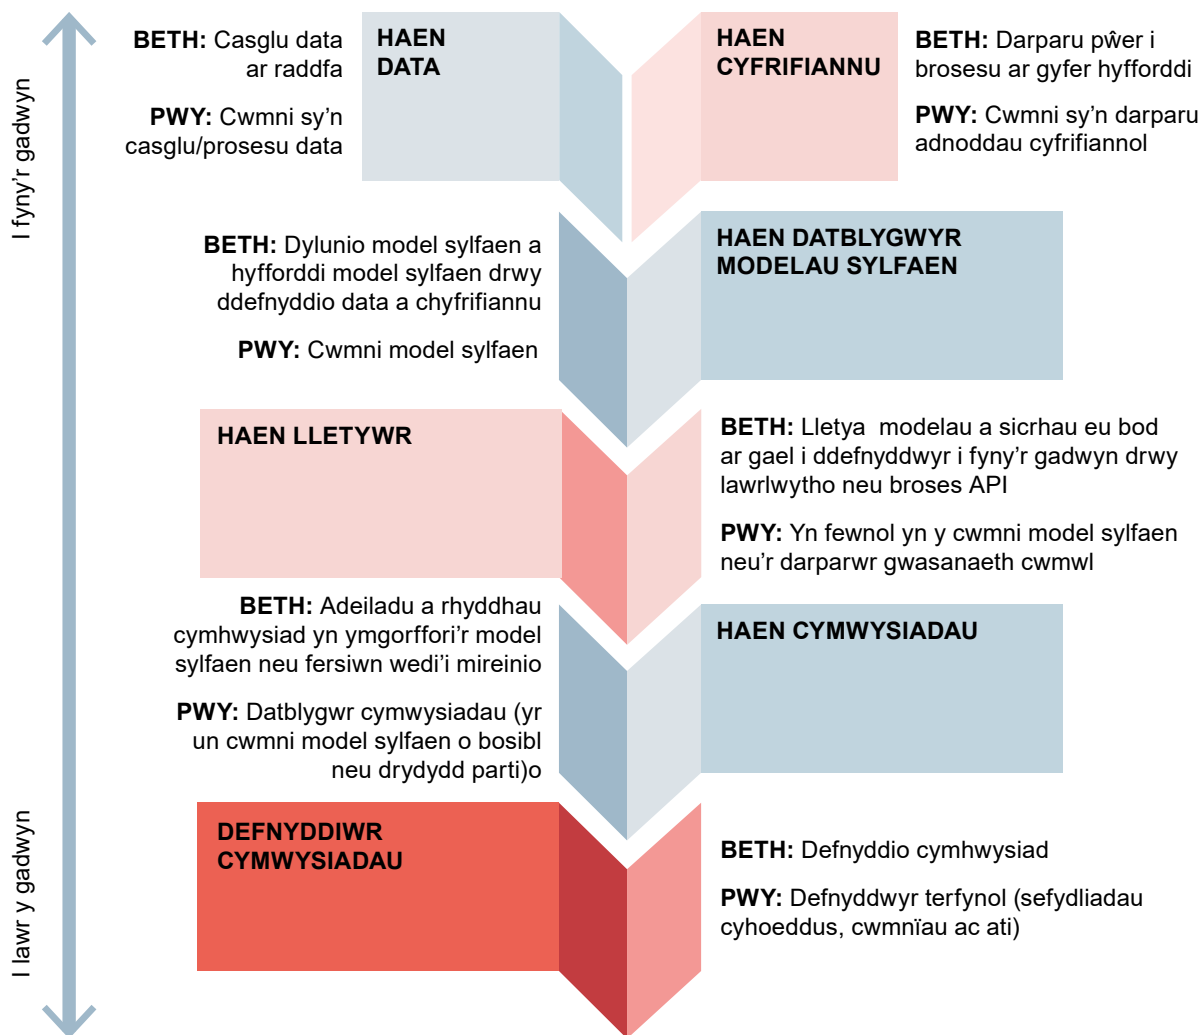 I fyny’r gadwyn
BETH: Casglu data
ar raddfa
PWY: Cwmni sy’n
casglu/prosesu data
HAEN
DATA
HAEN
CYFRIFIANNU
BETH: Darparu pŵer i
brosesu ar gyfer hyfforddi
PWY: Cwmni sy’n darparu
adnoddau cyfrifiannol
BETH: Dylunio model sylfaen a
hyfforddi model sylfaen drwy
ddefnyddio data a chyfrifiannu
PWY: Cwmni model sylfaen
HAEN DATBLYGWYR
MODELAU SYLFAEN
HAEN LLETYWR
BETH: Lletya modelau a sicrhau eu bod
ar gael i ddefnyddwyr i fyny’r gadwyn drwy
lawrlwytho neu broses API
PWY: Yn fewnol yn y cwmni model sylfaen
neu’r darparwr gwasanaeth cwmwl
BETH: Adeiladu a rhyddhau
cymhwysiad yn ymgorffori’r model
sylfaen neu fersiwn wedi’i mireinio
PWY: Datblygwr cymwysiadau (yr
un cwmni model sylfaen o bosibl
neu drydydd parti)o
HAEN CYMWYSIADAU
DEFNYDDIWR
CYMWYSIADAU
BETH: Defnyddio cymhwysiad
PWY: Defnyddwyr terfynol (sefydliadau
cyhoeddus, cwmnïau ac ati)
I lawr y gadwyn